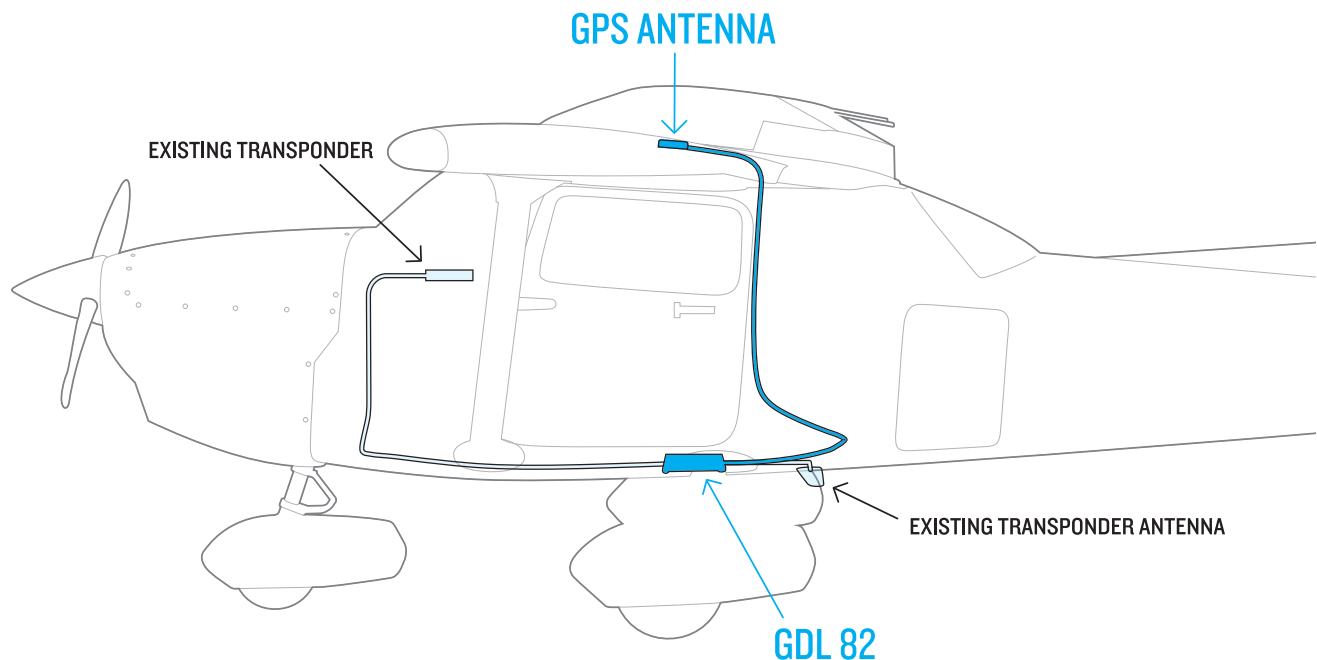 GPS ANTENNA
EXISTING TRANSPONDER
EXISTING TRANSPONDER ANTENNA
GDL 82